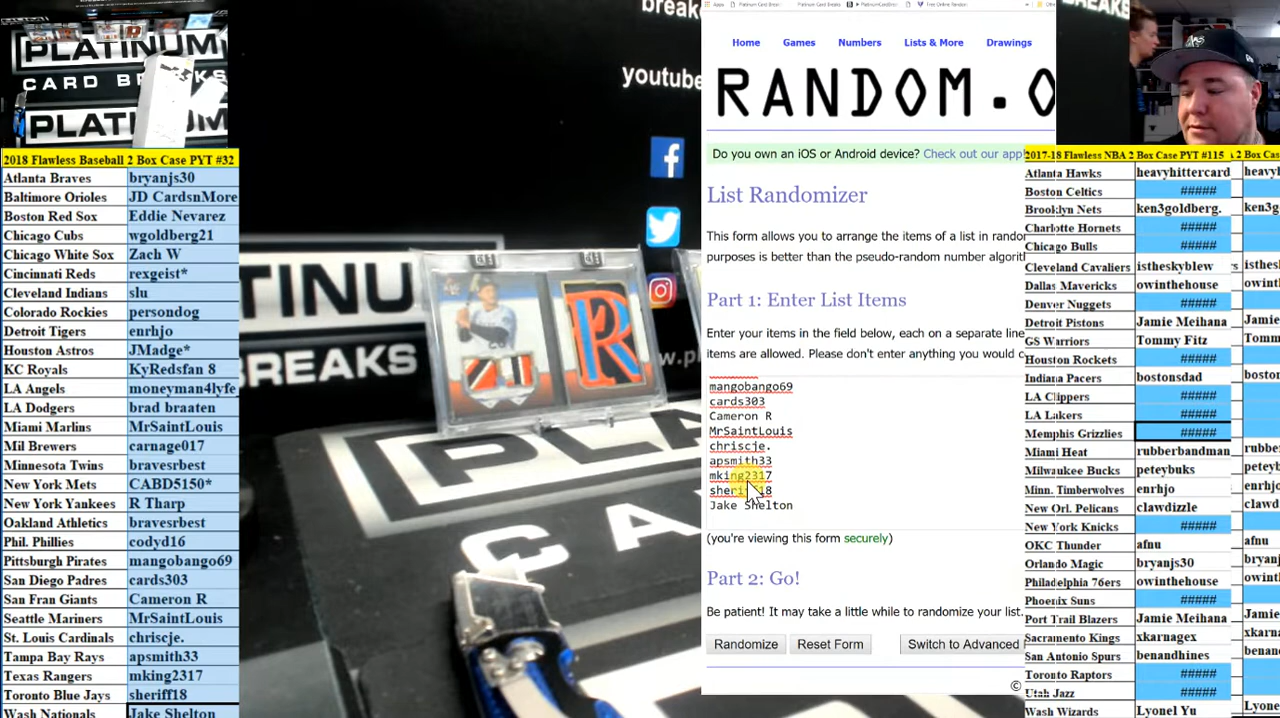 PLATINUM
CARD BREAKS
PLATINUM
2018 Flawless Baseball 2 Box Case PYT #32
Atlanta Braves bryanjs30
Baltimore Orioles JD CardsnMore
Boston Red Sox Eddie Nevarez
Chicago Cubs wgoldberg21
Chicago White Sox Zach W
Cincinnati Reds rexgeist*
Cleveland Indians slu
Colorado Rockies persondog
Detroit Tigers enrhjo
Houston Astros JMadge*
KC Royals KyRedsfan 8
LA Angels moneyman4lyfe
LA Dodgers brad braaten
Miami Marlins MrSaintLouis
Mil Brewers carnage017
Minnesota Twins bravesrbest
New York Mets CABD5150*
New York Yankees R Tharp
Oakland Athletics bravesrbest
Phil. Phillies codyd16
Pittsburgh Pirates mangobango69
San Diego Padres cards303
San Fran Giants Cameron R
Seattle Mariners MrSaintLouis
St. Louis Cardinals chriscje.
Tampa Bay Rays apsmith33
Texas Rangers mking2317
Toronto Blue Jays sheriff18
Wash Nationals Jake Shelton
break
youtube
TINU
BREAKS
R
Home Games Numbers Lists & More Drawings
RANDOM.O
Do you own an iOS or Android device? Check out our app
List Randomizer
This form allows you to arrange the items of a list in rando
purposes is better than the pseudo-random number algorit
Part 1: Enter List Items
Enter your items in the field below, each on a separate line
items are allowed. Please don't enter anything you would c
mangobango69
cards303
Cameron R
MrSaintLouis
chriscje.
apsmith33
mking2317
sheriff18
Jake Shelton
(you're viewing this form securely)
Part 2: Go!
Be patient! It may take a little while to randomize your list.
Randomize Reset Form Switch to Advanced
©
2017-18 Flawless NBA 2 Box Case PYT #115
Atlanta Hawks heavyhittercard
Boston Celtics #####
Brooklyn Nets ken3goldberg.
Charlotte Hornets #####
Chicago Bulls #####
Cleveland Cavaliers istheskyblew
Dallas Mavericks owinthehouse
Denver Nuggets #####
Detroit Pistons Jamie Meihana
GS Warriors Tommy Fitz
Houston Rockets #####
Indiana Pacers bostonsdad
LA Clippers #####
LA Lakers #####
Memphis Grizzlies #####
Miami Heat rubberbandman
Milwaukee Bucks peteybuks
Minn. Timberwolves enrhjo
New Orl. Pelicans clawdizzle
New York Knicks #####
OKC Thunder afnu
Orlando Magic bryanjs30
Philadelphia 76ers owinthehouse
Phoenix Suns #####
Port Trail Blazers Jamie Meihana
Sacramento Kings xkarnagex
San Antonio Spurs benandhines
Toronto Raptors #####
Utah Jazz #####
Wash Wizards Lyonel Yu